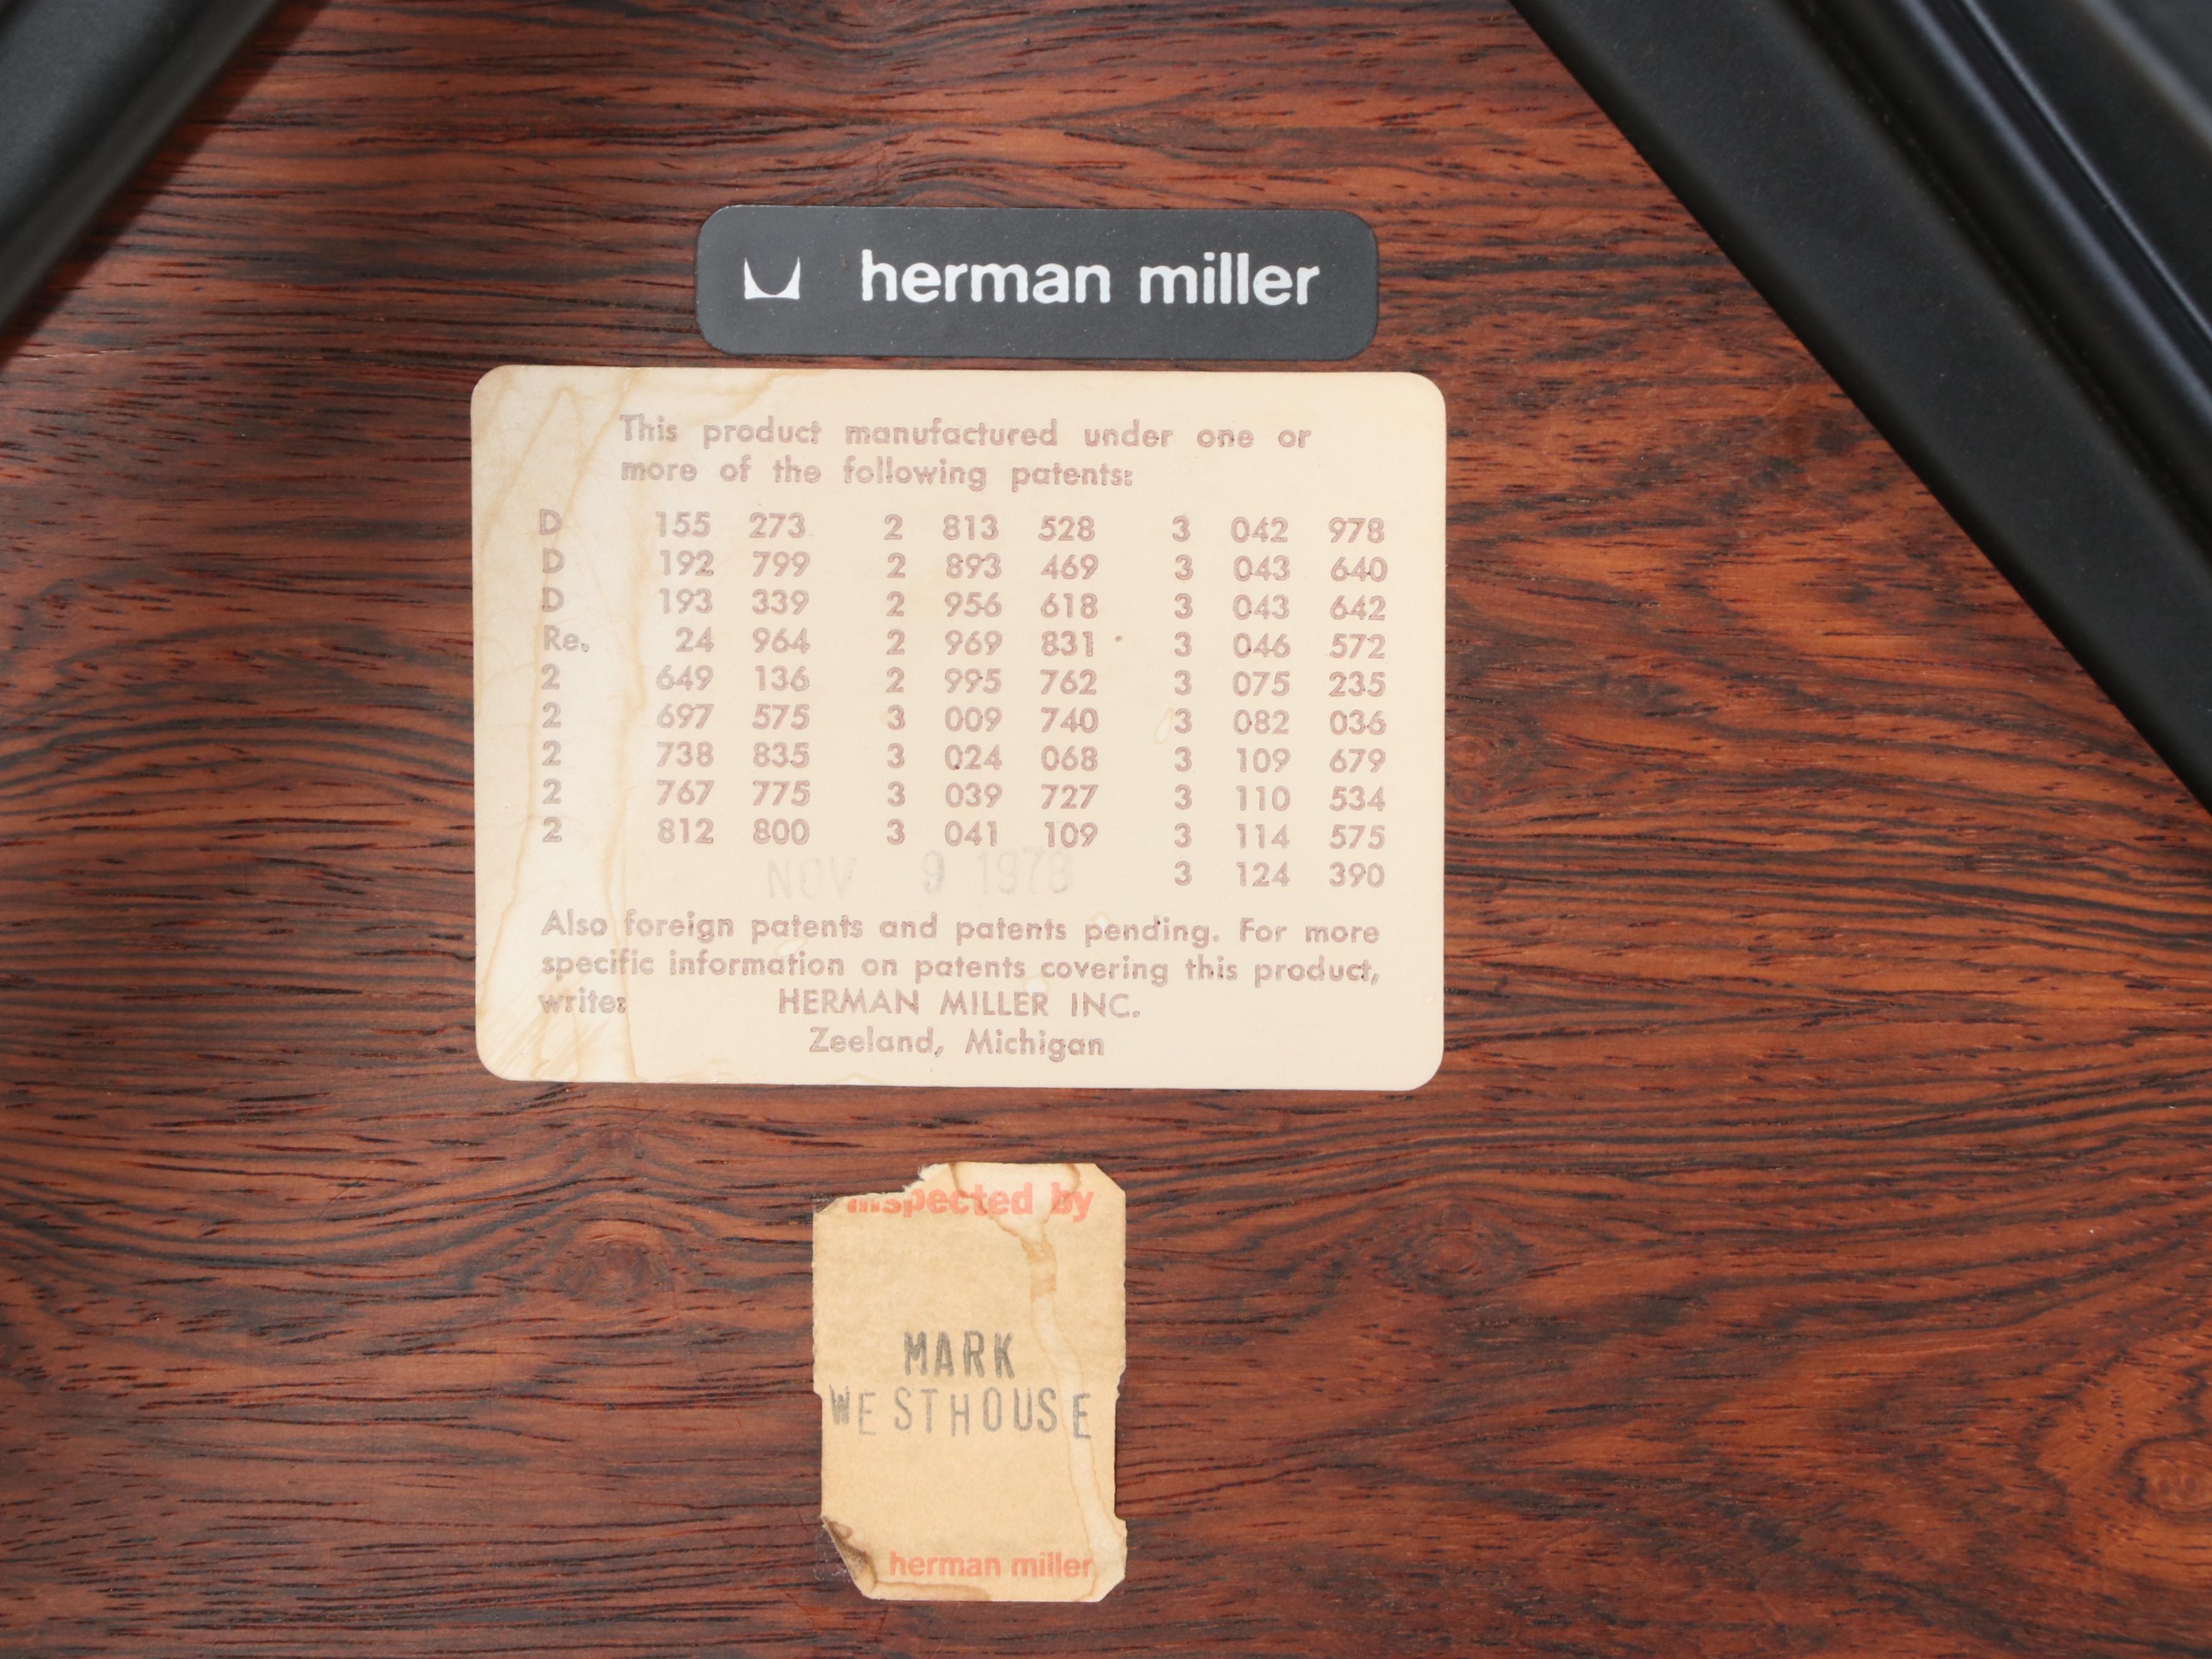 herman miller
This product manufactured under one or
more of the following patents:
D 155 273 2 813 528 3 042 978
D 192 799 2 893 469 3 043 640
D 193 339 2 956 618 3 043 642
Re. 24 964 2 969 831 3 046 572
2 649 136 2 995 762 3 075 235
2 697 575 3 009 740 3 082 036
2 738 835 3 024 068 3 109 679
2 767 775 3 039 727 3 110 534
2 812 800 3 041 109 3 114 575
3 124 390
NOV 9 1978
Also foreign patents and patents pending. For more
specific information on patents covering this product,
write: HERMAN MILLER INC.
Zeeland, Michigan
inspected by
MARK
WESTHOUSE
herman miller